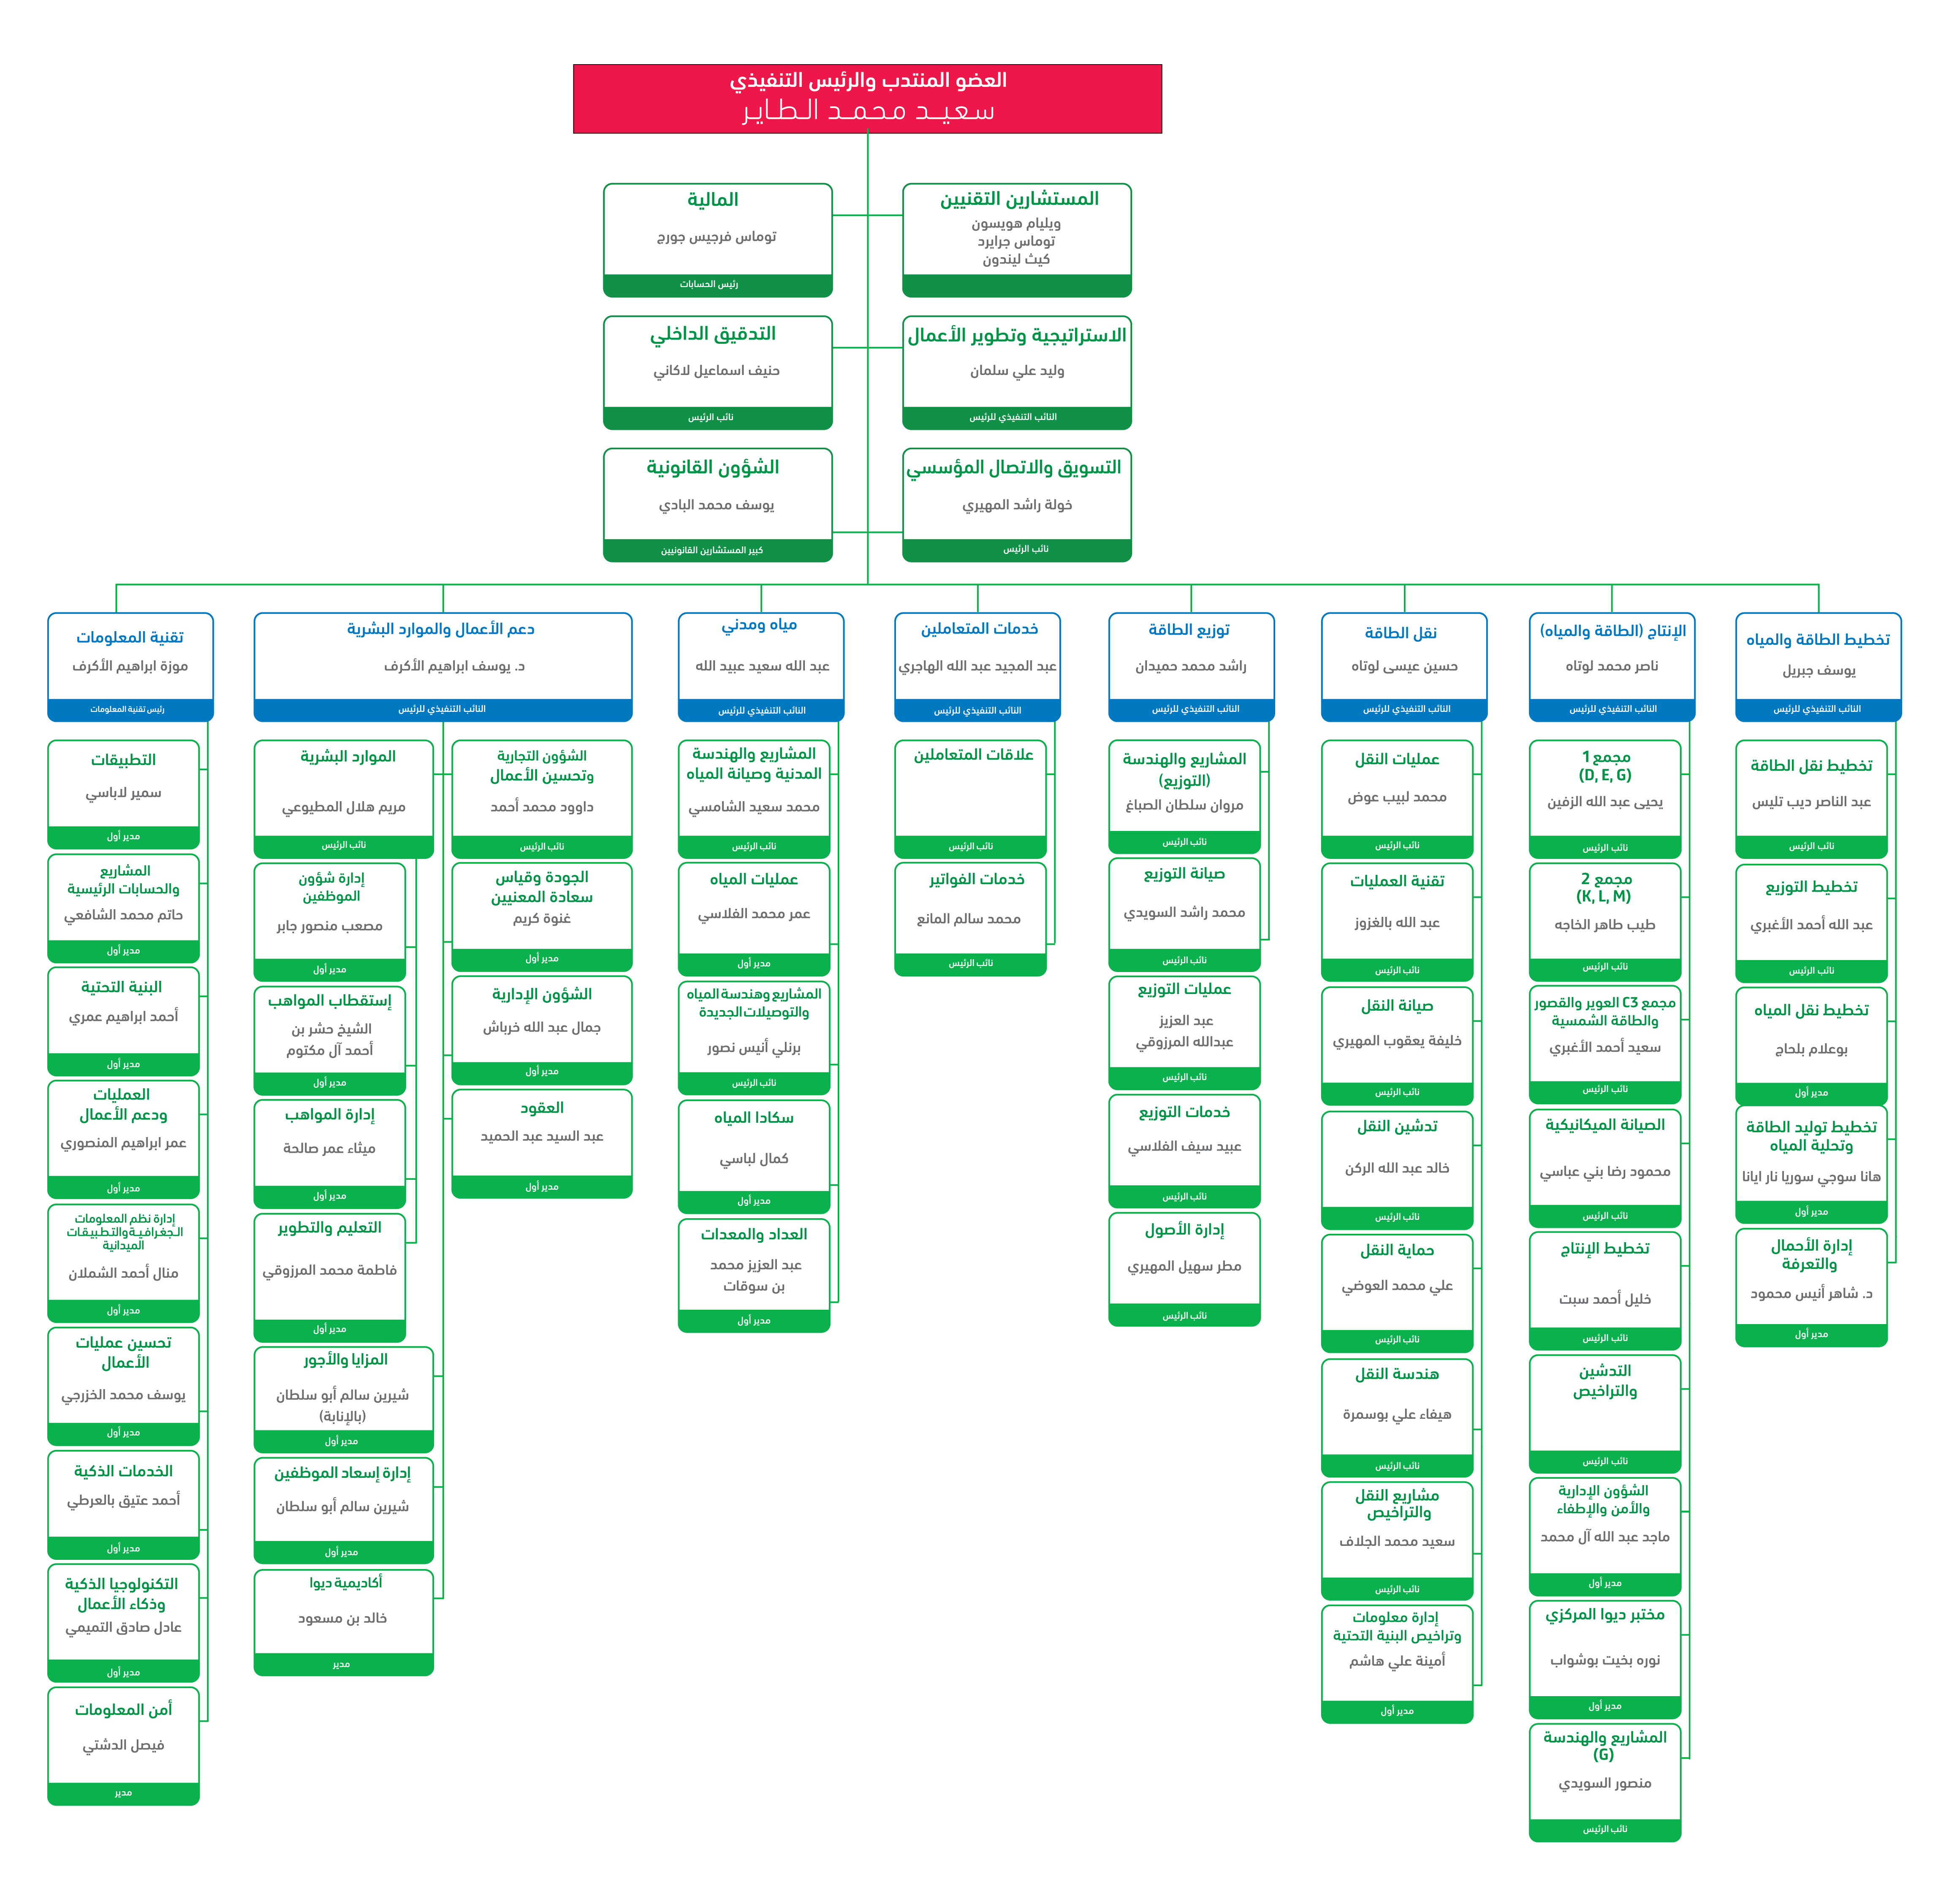 العضو المنتدب والرئيس التنفيذي
سعيد محمد الطاير
المستشارين التقنيين
ويليام هويسون
توماس جرايرد
كيث ليندون
المالية
توماس فرجيس جورج
رئيس الحسابات
الاستراتيجية وتطوير الأعمال
وليد علي سلمان
النائب التنفيذي للرئيس
التدقيق الداخلي
حنيف اسماعيل لاكاني
نائب الرئيس
التسويق والاتصال المؤسسي
خولة راشد المهيري
نائب الرئيس
الشؤون القانونية
يوسف محمد البادي
كبير المستشارين القانونيين
تخطيط الطاقة والمياه
يوسف جبريل
النائب التنفيذي للرئيس
تخطيط نقل الطاقة
عبد الناصر ديب تليس
نائب الرئيس
تخطيط التوزيع
عبد الله أحمد الأغبري
نائب الرئيس
تخطيط نقل المياه
بوعلام بلحاج
مدير أول
تخطيط توليد الطاقة
وتحلية المياه
هانا سوجي سوريا نار ايانا
مدير أول
إدارة الأحمال
والتعرفة
د. شاهر أنيس محمود
مدير أول
الإنتاج (الطاقة والمياه)
ناصر محمد لوتاه
النائب التنفيذي للرئيس
مجمع 1
(D, E, G)
يحيى عبد الله الزفين
نائب الرئيس
مجمع 2
(K, L, M)
طيب طاهر الخاجه
نائب الرئيس
مجمع C3 العوير والقصور
والطاقة الشمسية
سعيد أحمد الأغبري
نائب الرئيس
الصيانة الميكانيكية
محمود رضا بني عباسي
نائب الرئيس
تخطيط الإنتاج
خليل أحمد سبت
نائب الرئيس
التدشين
والتراخيص
نائب الرئيس
الشؤون الإدارية
والأمن والإطفاء
ماجد عبد الله آل محمد
مدير أول
مختبر ديوا المركزي
نوره بخيت بوشواب
مدير أول
المشاريع والهندسة
(G)
منصور السويدي
نائب الرئيس
نقل الطاقة
حسين عيسى لوتاه
النائب التنفيذي للرئيس
عمليات النقل
محمد لبيب عوض
نائب الرئيس
تقنية العمليات
عبد الله بالغزوز
نائب الرئيس
صيانة النقل
خليفة يعقوب المهيري
نائب الرئيس
تدشين النقل
خالد عبد الله الركن
نائب الرئيس
حماية النقل
علي محمد العوضي
نائب الرئيس
هندسة النقل
هيفاء علي بوسمرة
نائب الرئيس
مشاريع النقل
والتراخيص
سعيد محمد الجلاف
نائب الرئيس
إدارة معلومات
وتراخيص البنية التحتية
أمينة علي هاشم
مدير أول
توزيع الطاقة
راشد محمد حميدان
النائب التنفيذي للرئيس
المشاريع والهندسة
(التوزيع)
مروان سلطان الصباغ
نائب الرئيس
صيانة التوزيع
محمد راشد السويدي
نائب الرئيس
عمليات التوزيع
عبد العزيز
عبدالله المرزوقي
نائب الرئيس
خدمات التوزيع
عبيد سيف الفلاسي
نائب الرئيس
إدارة الأصول
مطر سهيل المهيري
نائب الرئيس
خدمات المتعاملين
عبد المجيد عبد الله الهاجري
النائب التنفيذي للرئيس
علاقات المتعاملين
نائب الرئيس
خدمات الفواتير
محمد سالم المانع
نائب الرئيس
مياه ومدني
عبد الله سعيد عبيد الله
النائب التنفيذي للرئيس
المشاريع والهندسة
المدنية وصيانة المياه
محمد سعيد الشامسي
نائب الرئيس
عمليات المياه
عمر محمد الفلاسي
مدير أول
المشاريع وهندسة المياه
والتوصيلات الجديدة
برنلي أنيس نصور
نائب الرئيس
سكادا المياه
كمال لباسي
مدير أول
العداد والمعدات
عبد العزيز محمد
بن سوقات
مدير أول
دعم الأعمال والموارد البشرية
د. يوسف ابراهيم الأكرف
النائب التنفيذي للرئيس
الشؤون التجارية
وتحسين الأعمال
داوود محمد أحمد
نائب الرئيس
الجودة وقياس
سعادة المعنيين
غنوة كريم
مدير أول
الشؤون الإدارية
جمال عبد الله خرباش
مدير أول
العقود
عبد السيد عبد الحميد
مدير أول
الموارد البشرية
مريم هلال المطيوعي
نائب الرئيس
إدارة شؤون
الموظفين
مصعب منصور جابر
مدير أول
إستقطاب المواهب
الشيخ حشر بن
أحمد آل مكتوم
مدير أول
إدارة المواهب
ميثاء عمر صالحة
مدير أول
التعليم والتطوير
فاطمة محمد المرزوقي
مدير أول
المزايا والأجور
شيرين سالم أبو سلطان
(بالإنابة)
مدير أول
إدارة إسعاد الموظفين
شيرين سالم أبو سلطان
مدير أول
أكاديمية ديوا
خالد بن مسعود
مدير
تقنية المعلومات
موزة ابراهيم الأكرف
رئيس تقنية المعلومات
التطبيقات
سمير لاباسي
مدير أول
المشاريع
والحسابات الرئيسية
حاتم محمد الشافعي
مدير أول
البنية التحتية
أحمد ابراهيم عمري
مدير أول
العمليات
ودعم الأعمال
عمر ابراهيم المنصوري
مدير أول
إدارة نظم المعلومات
الجغرافية والتطبيقات
الميدانية
منال أحمد الشملان
مدير أول
تحسين عمليات
الأعمال
يوسف محمد الخزرجي
مدير أول
الخدمات الذكية
أحمد عتيق بالعرطي
مدير أول
التكنولوجيا الذكية
وذكاء الأعمال
عادل صادق التميمي
مدير أول
أمن المعلومات
فيصل الدشتي
مدير